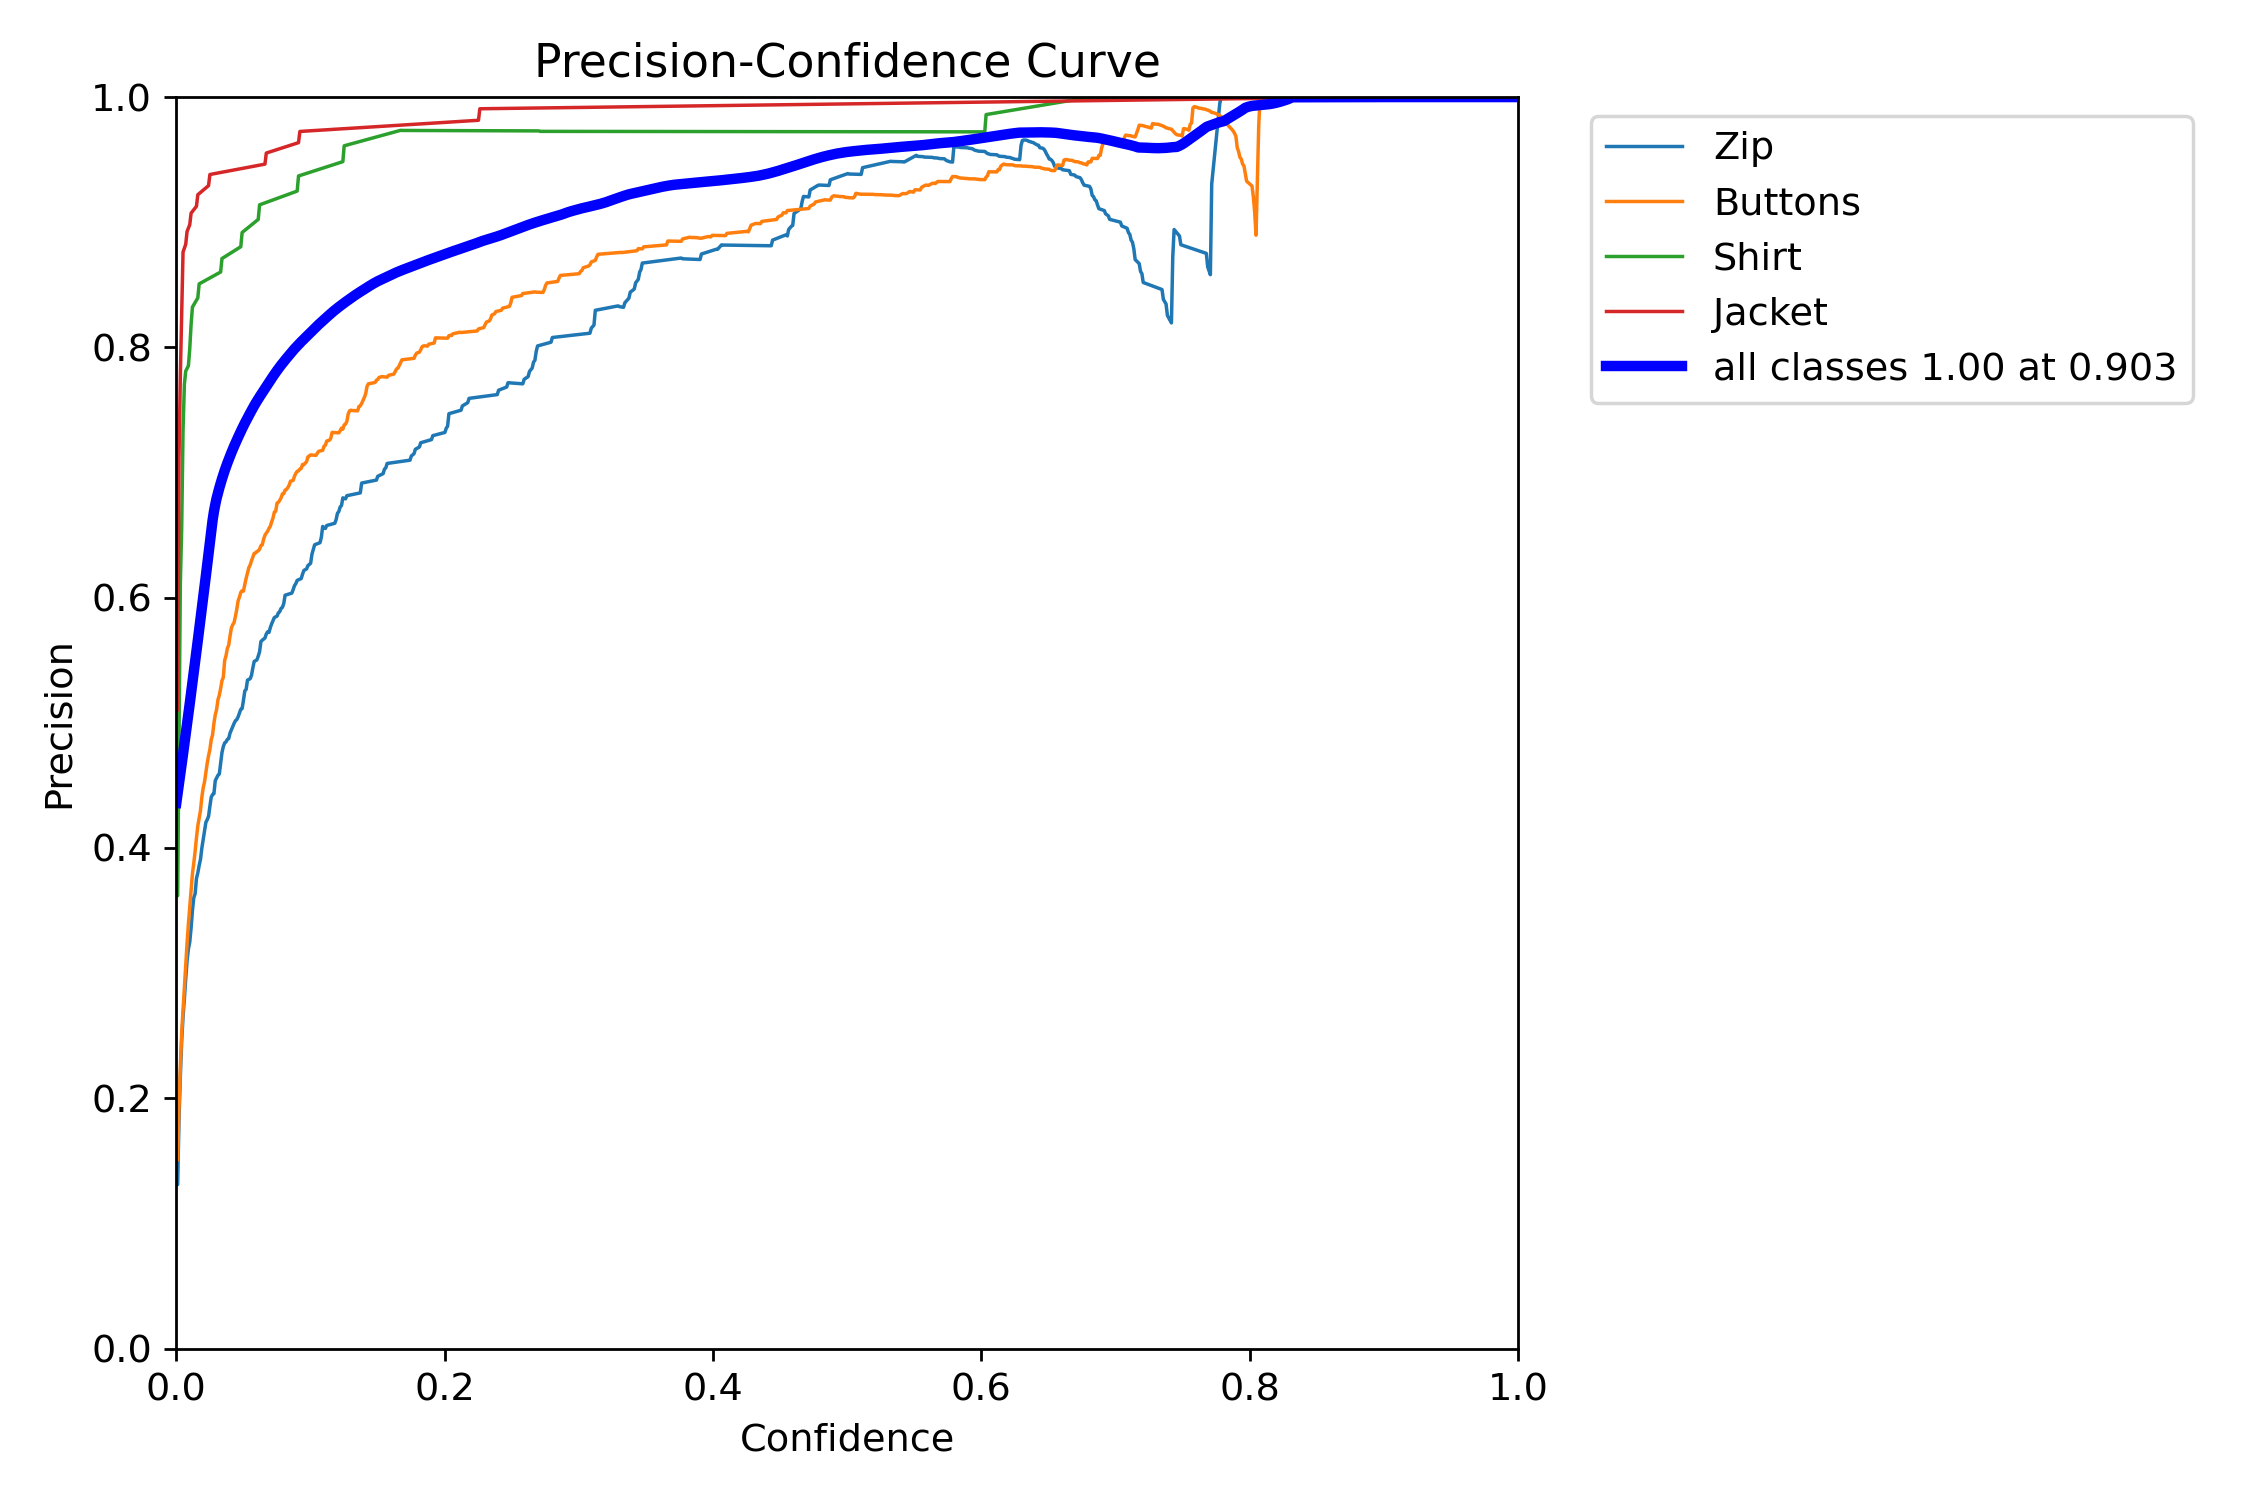 Precision-Confidence Curve
1.0
0.8
0.6
0.4
0.2
0.0
Precision
0.0 0.2 0.4 0.6 0.8 1.0
Confidence
Zip
Buttons
Shirt
Jacket
all classes 1.00 at 0.903